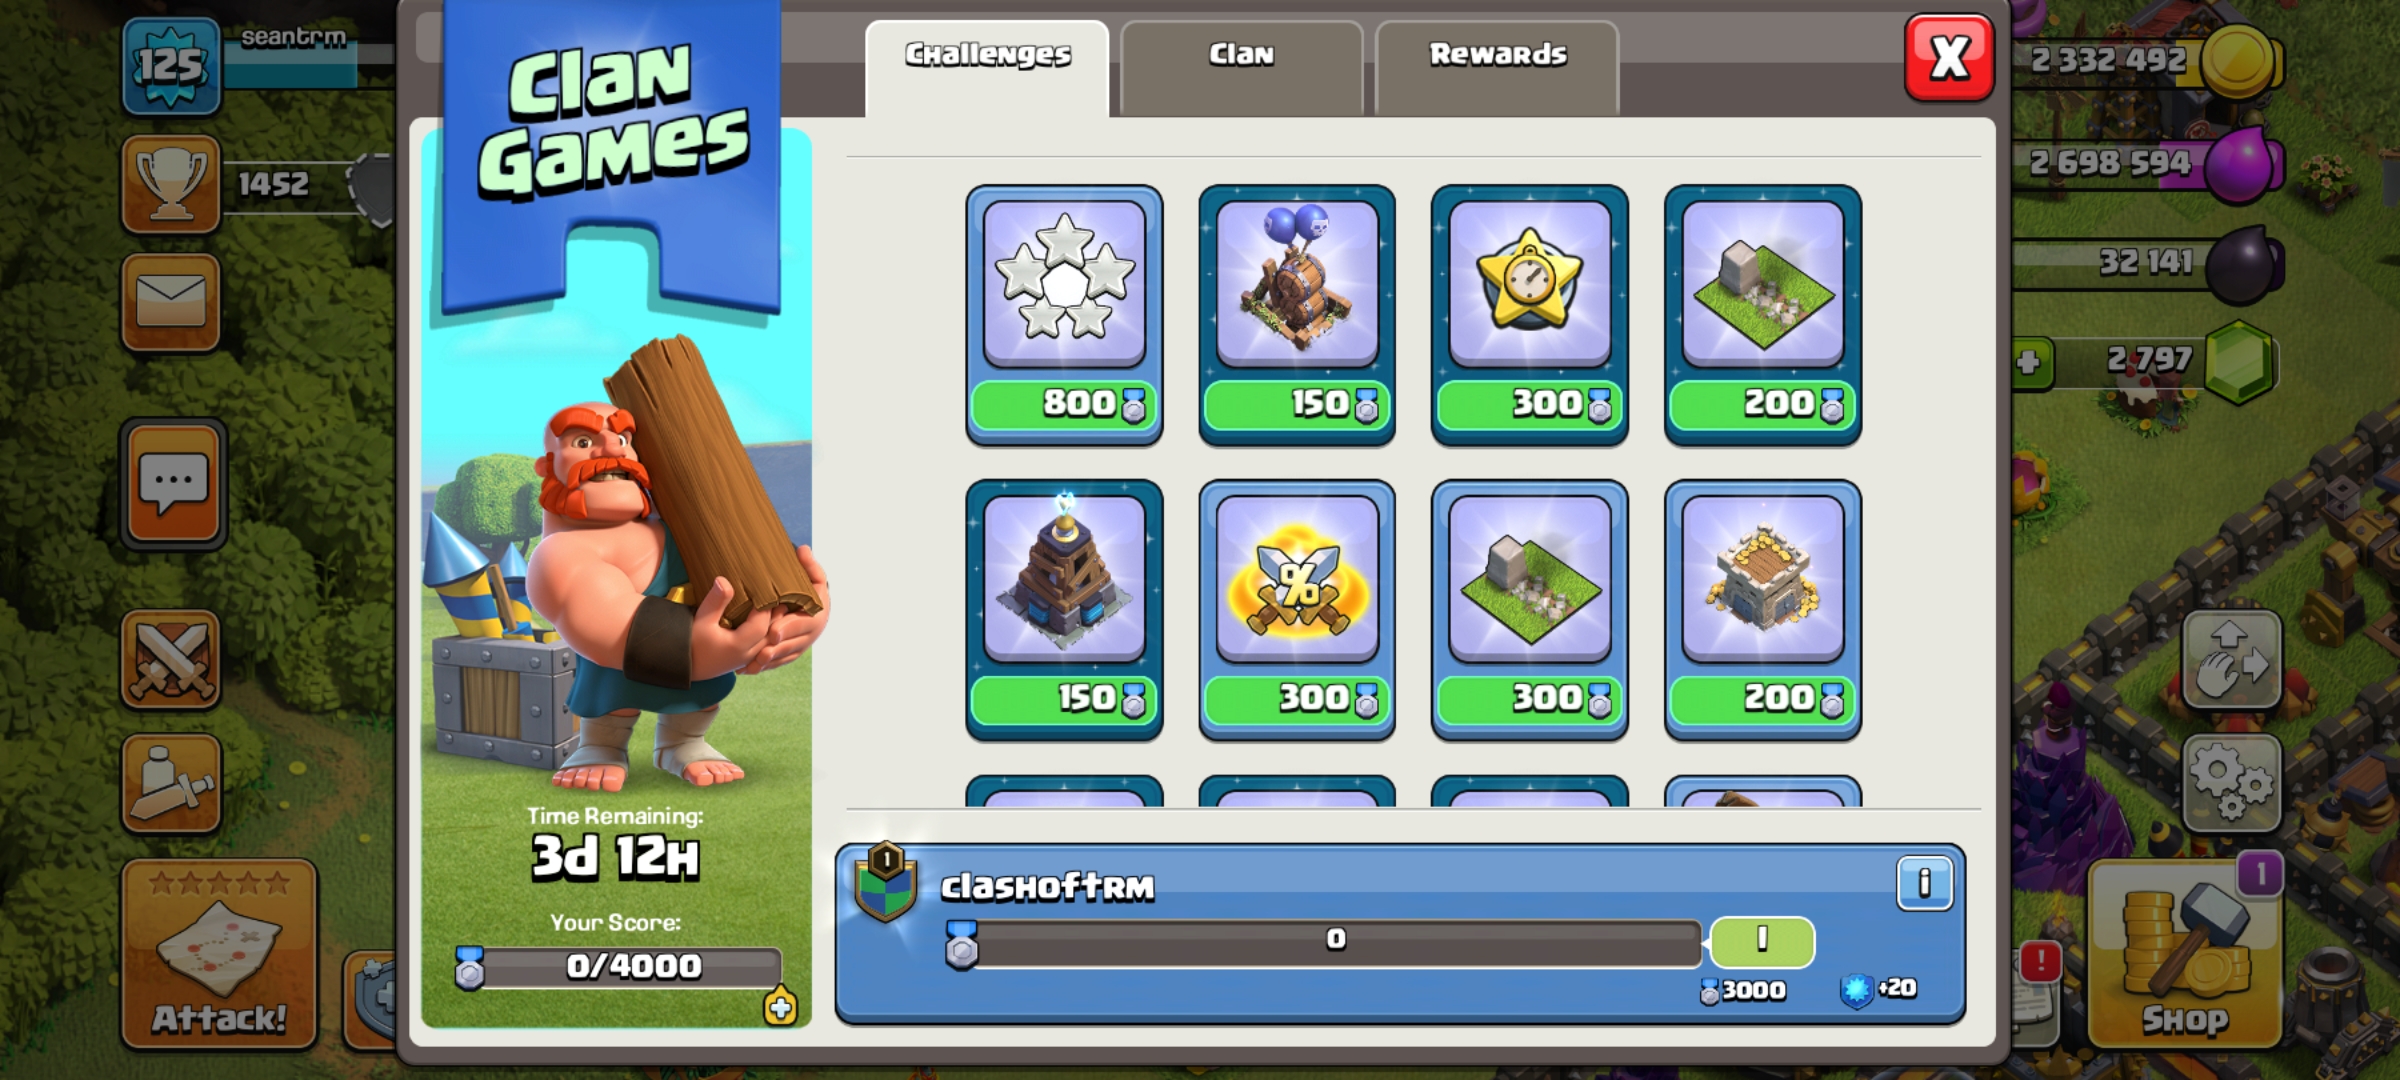 125
seantrm
1452
Attack!
Clan
Games
Time Remaining:
3d 12H
Your Score:
0/4000
Challenges
Clan
Rewards
X
800
150
300
200
150
%
300
300
200
1
clashoftrm
i
0
1
3000
+20
2 332 492
2 698 594
32 141
2 797
1
!
Shop